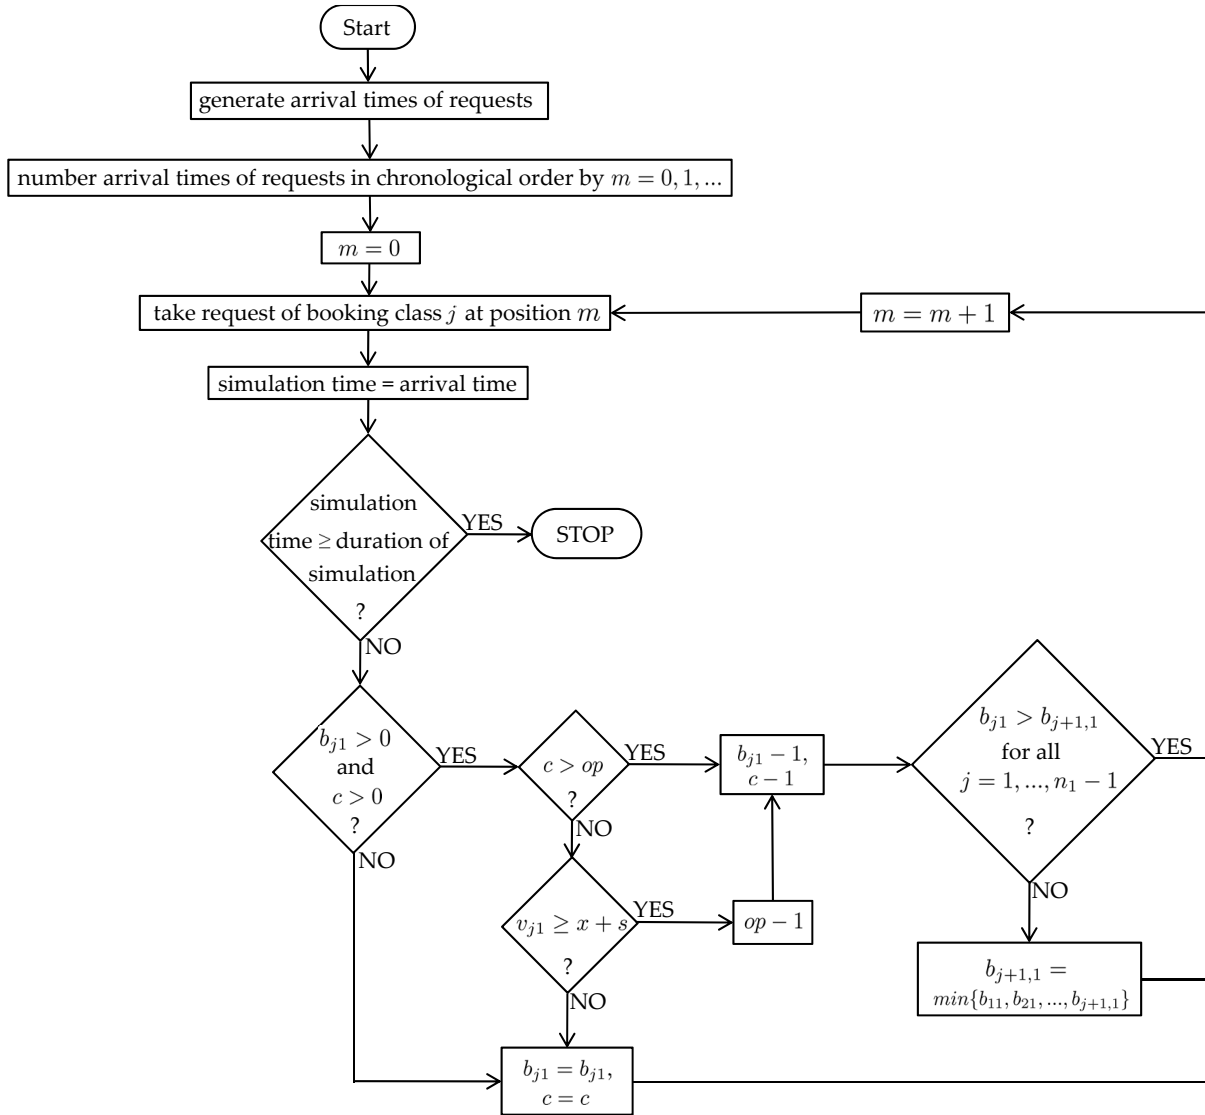 Start
generate arrival times of requests
number arrival times of requests in chronological order by m = 0, 1, ...
m = 0
take request of booking class j at position m
m = m + 1
simulation time = arrival time
simulation
time ≥ duration of
simulation
?
YES
STOP
NO
b_{j1} > 0
and
c > 0
?
YES
NO
c > op
?
YES
NO
b_{j1} − 1,
c − 1
b_{j1} > b_{j+1,1}
for all
j = 1, ..., n_1 − 1
?
YES
NO
v_{j1} ≥ x + s
?
YES
NO
op − 1
b_{j+1,1} =
min{b_{11}, b_{21}, ..., b_{j+1,1}}
b_{j1} = b_{j1},
c = c